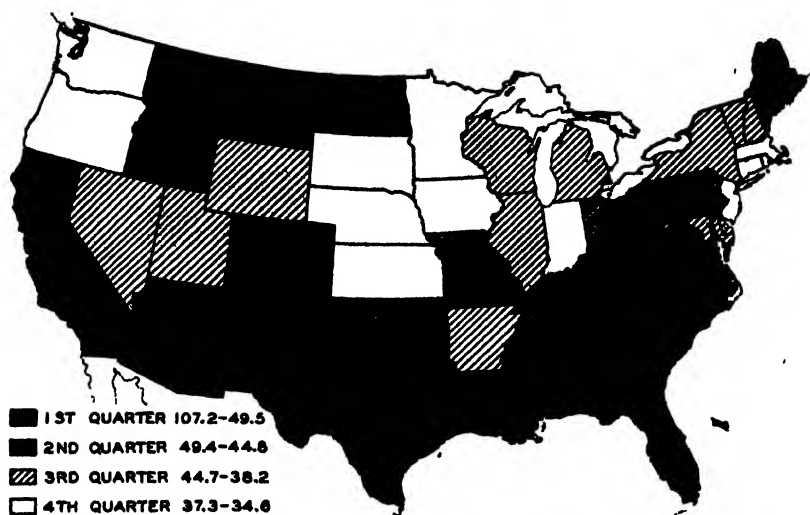 1ST QUARTER 107.2-49.5
2ND QUARTER 49.4-44.8
3RD QUARTER 44.7-38.2
4TH QUARTER 37.3-34.6